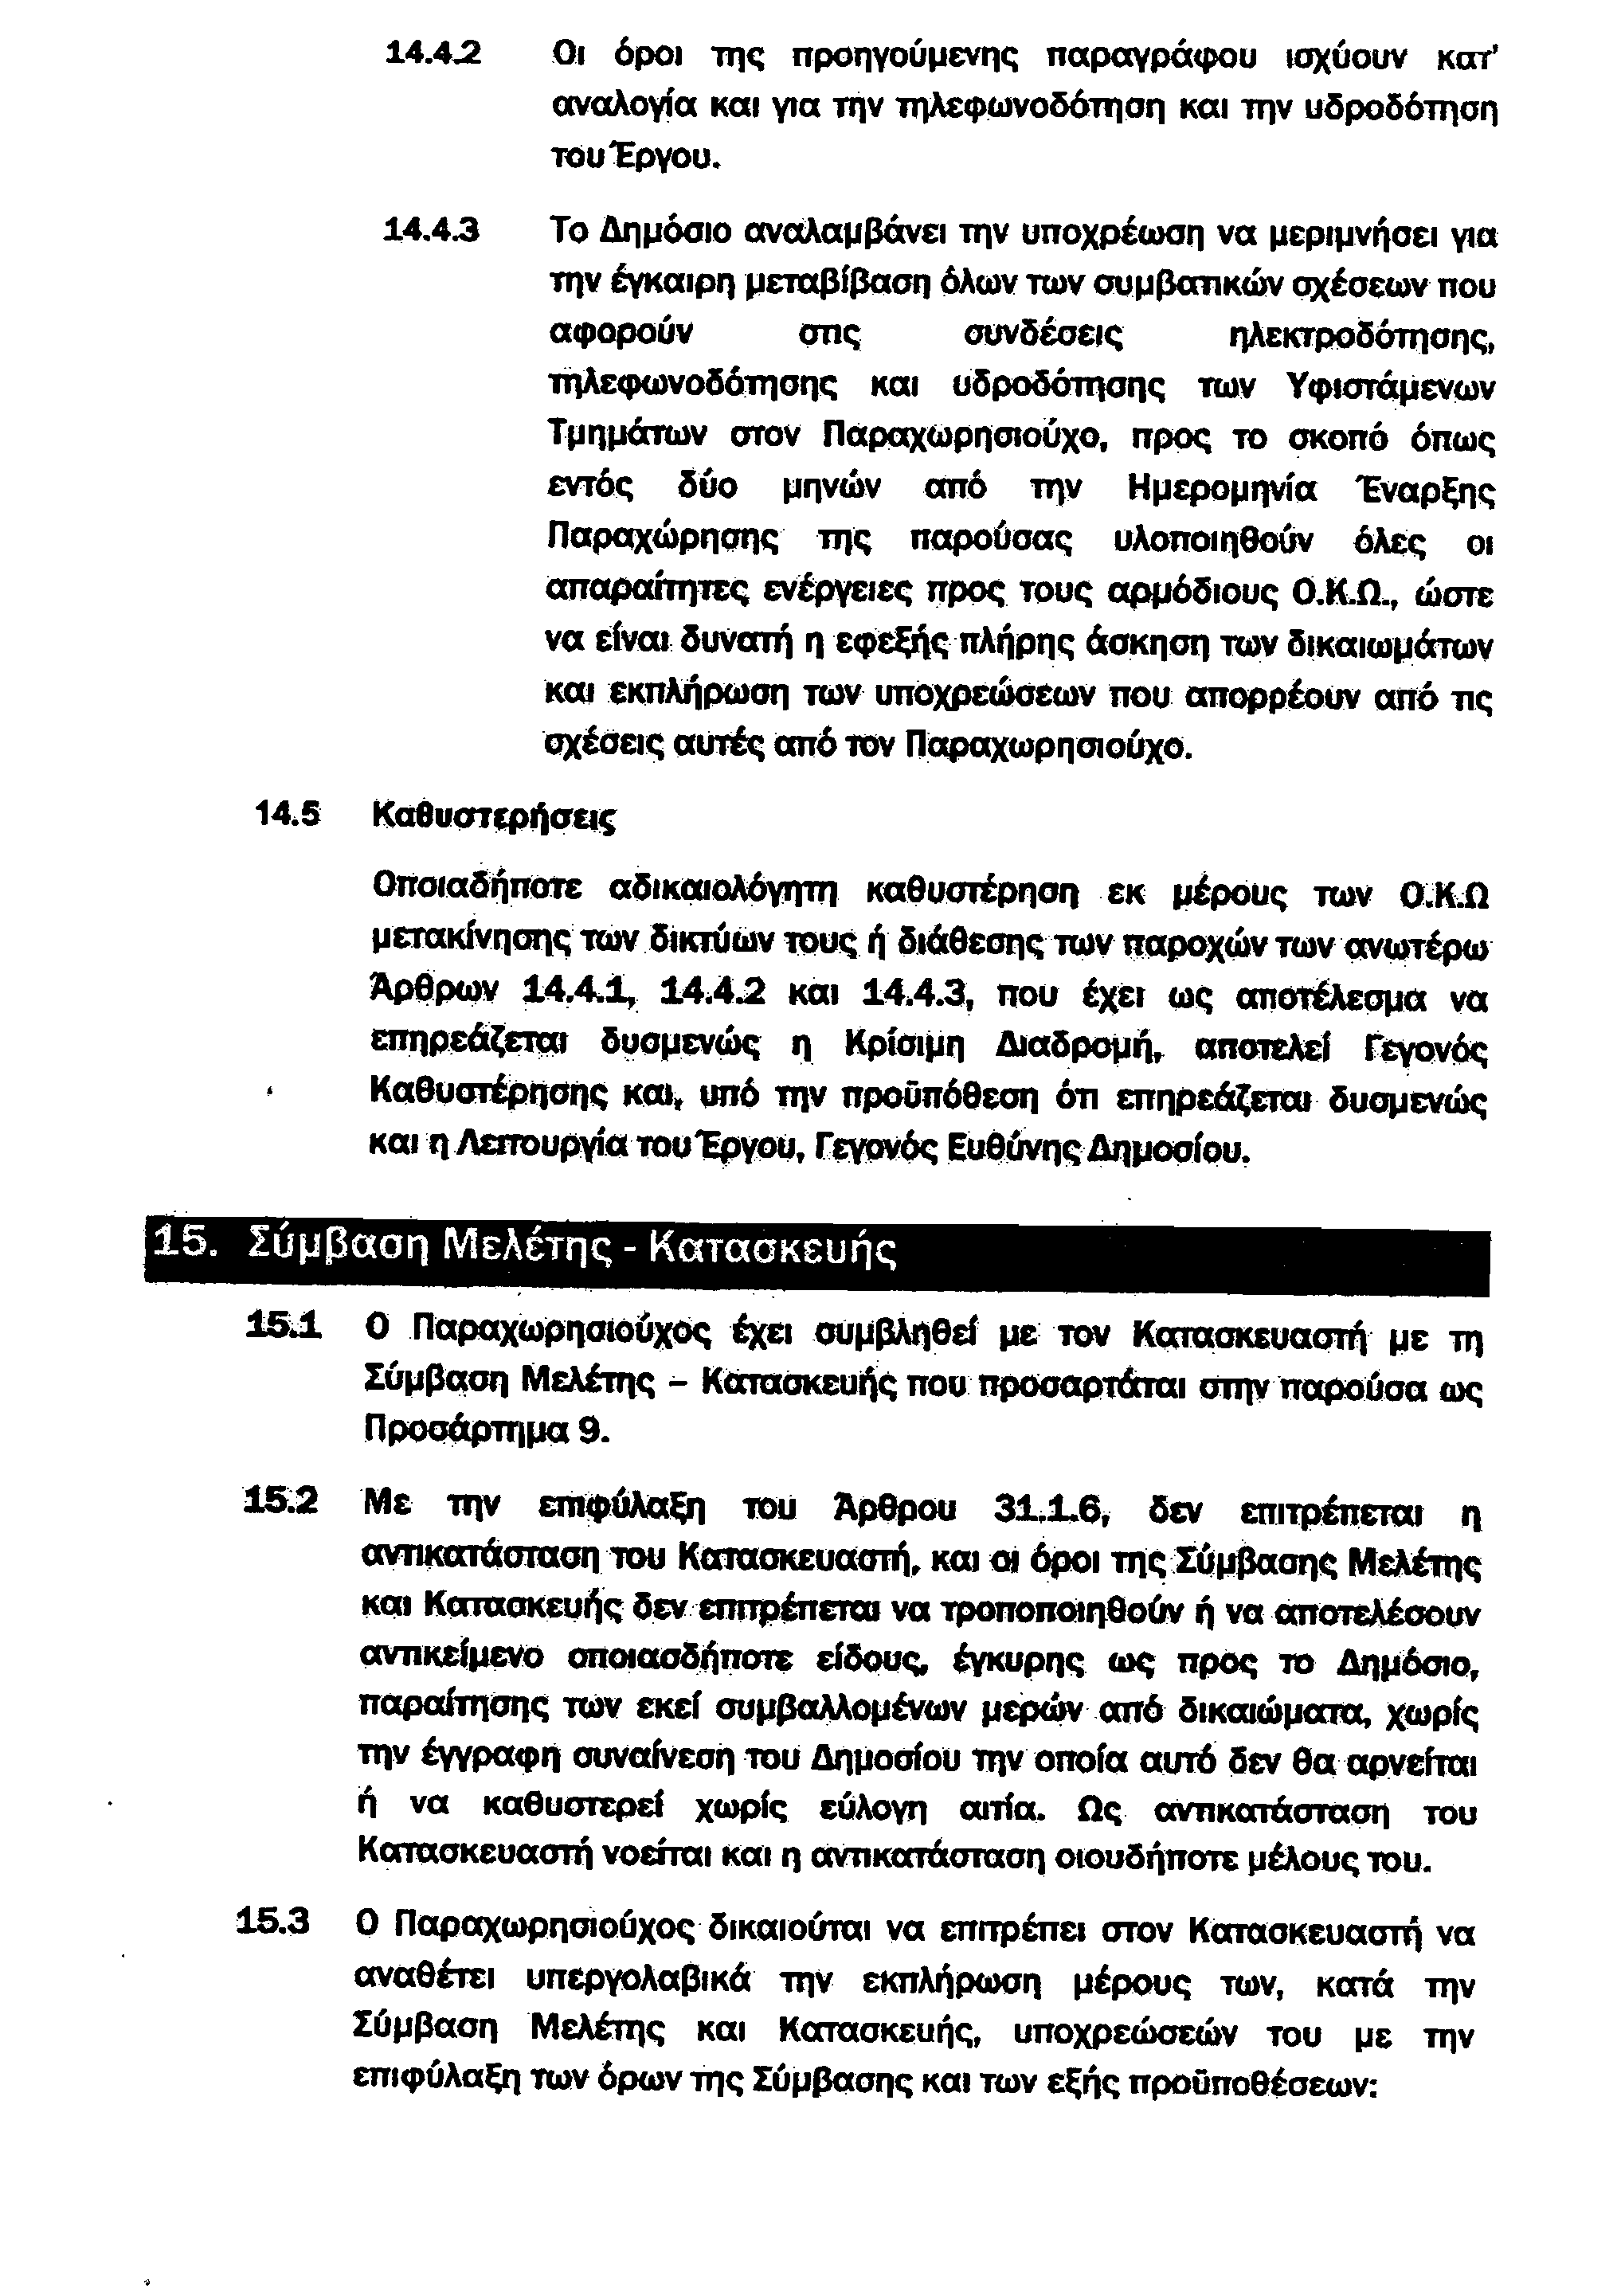 14.4.2 Οι όροι της προηγούμενης παραγράφου ισχύουν κατ'
αναλογία και για την τηλεφωνοδότηση και την υδροδότηση
του Έργου.
14.4.3 Το Δημόσιο αναλαμβάνει την υποχρέωση να μεριμνήσει για
την έγκαιρη μεταβίβαση όλων των συμβατικών σχέσεων που
αφορούν στις συνδέσεις ηλεκτροδότησης,
τηλεφωνοδότησης και υδροδότησης των Υφιστάμενων
Τμημάτων στον Παραχωρησιούχο, προς το σκοπό όπως
εντός δύο μηνών από την Ημερομηνία Έναρξης
Παραχώρησης της παρούσας υλοποιηθούν όλες οι
απαραίτητες ενέργειες προς τους αρμόδιους Ο.Κ.Ω., ώστε
να είναι δυνατή η εφεξής πλήρης άσκηση των δικαιωμάτων
και εκπλήρωση των υποχρεώσεων που απορρέουν από τις
σχέσεις αυτές από τον Παραχωρησιούχο.
14.5 Καθυστερήσεις
Οποιαδήποτε αδικαιολόγητη καθυστέρηση εκ μέρους των Ο.Κ.Ω
μετακίνησης των δικτύων τους ή διάθεσης των παροχών των ανωτέρω
Άρθρων 14.4.1, 14.4.2 και 14.4.3, που έχει ως αποτέλεσμα να
επηρεάζεται δυσμενώς η Κρίσιμη Διαδρομή, αποτελεί Γεγονός
Καθυστέρησης και, υπό την προϋπόθεση ότι επηρεάζεται δυσμενώς
και η Λειτουργία του Έργου, Γεγονός Ευθύνης Δημοσίου.
15. Σύμβαση Μελέτης - Κατασκευής
15.1 Ο Παραχωρησιούχος έχει συμβληθεί με τον Κατασκευαστή με τη
Σύμβαση Μελέτης – Κατασκευής που προσαρτάται στην παρούσα ως
Προσάρτημα 9.
15.2 Με την επιφύλαξη του Άρθρου 31.1.6, δεν επιτρέπεται η
αντικατάσταση του Κατασκευαστή, και οι όροι της Σύμβασης Μελέτης
και Κατασκευής δεν επιτρέπεται να τροποποιηθούν ή να αποτελέσουν
αντικείμενο οποιασδήποτε είδους, έγκυρης ως προς το Δημόσιο,
παραίτησης των εκεί συμβαλλομένων μερών από δικαιώματα, χωρίς
την έγγραφη συναίνεση του Δημοσίου την οποία αυτό δεν θα αρνείται
ή να καθυστερεί χωρίς εύλογη αιτία. Ως αντικατάσταση του
Κατασκευαστή νοείται και η αντικατάσταση οιουδήποτε μέλους του.
15.3 Ο Παραχωρησιούχος δικαιούται να επιτρέπει στον Κατασκευαστή να
αναθέτει υπεργολαβικά την εκπλήρωση μέρους των, κατά την
Σύμβαση Μελέτης και Κατασκευής, υποχρεώσεών του με την
επιφύλαξη των όρων της Σύμβασης και των εξής προϋποθέσεων: